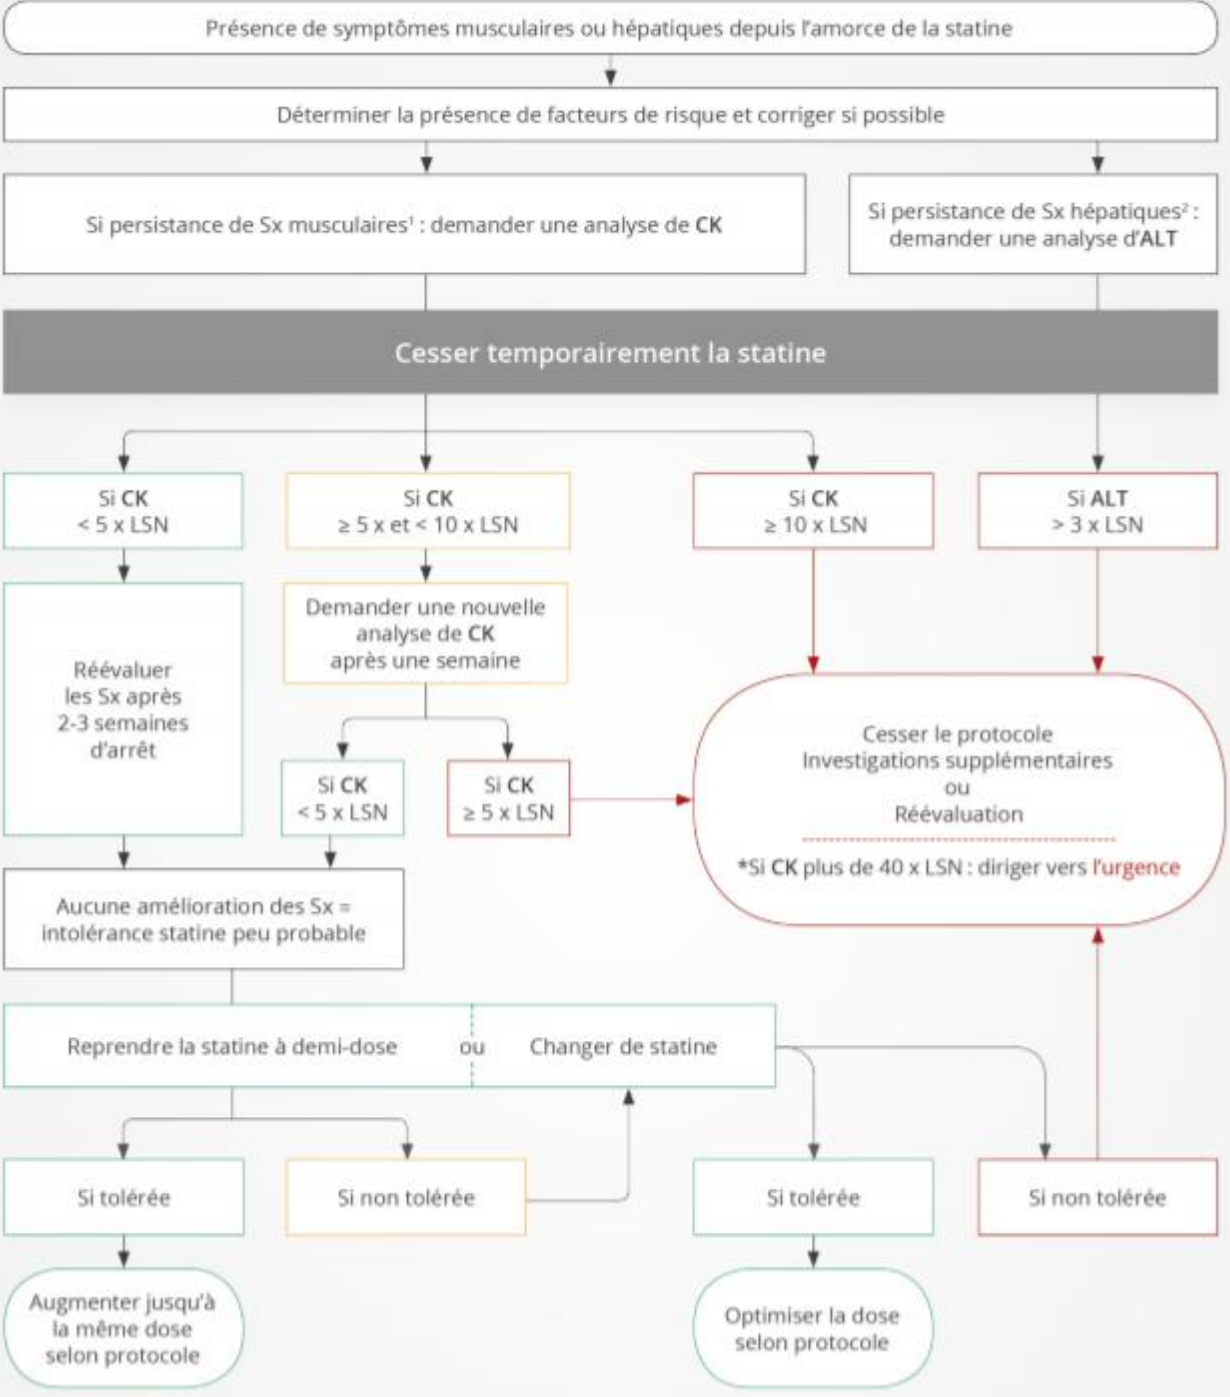 Présence de symptômes musculaires ou hépatiques depuis l'amorce de la statine
Déterminer la présence de facteurs de risque et corriger si possible
Si persistance de Sx musculaires¹ : demander une analyse de CK
Si persistance de Sx hépatiques² :
demander une analyse d'ALT
Cesser temporairement la statine
Si CK
< 5 x LSN
Si CK
≥ 5 x et < 10 x LSN
Si CK
≥ 10 x LSN
Si ALT
> 3 x LSN
Réévaluer
les Sx après
2-3 semaines
d'arrêt
Demander une nouvelle
analyse de CK
après une semaine
Si CK
< 5 x LSN
Si CK
≥ 5 x LSN
Cesser le protocole
Investigations supplémentaires
ou
Réévaluation
*Si CK plus de 40 x LSN : diriger vers l'urgence
Aucune amélioration des Sx =
intolérance statine peu probable
Reprendre la statine à demi-dose ou Changer de statine
Si tolérée
Si non tolérée
Si tolérée
Si non tolérée
Augmenter jusqu'à
la même dose
selon protocole
Optimiser la dose
selon protocole